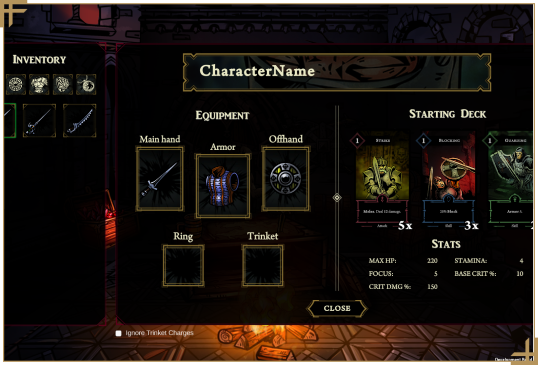 INVENTORY
CharacterName
EQUIPMENT
Main hand
Armor
Offhand
Ring
Trinket
STARTING DECK
1
STRIKE
5x
1
BLOCKING
Skill
3x
1
STATS
MAX HP: 220
STAMINA: 4
FOCUS: 5
BASE CRIT %: 10
CRIT DMG %: 150
CLOSE
Ignore Trinket Charges